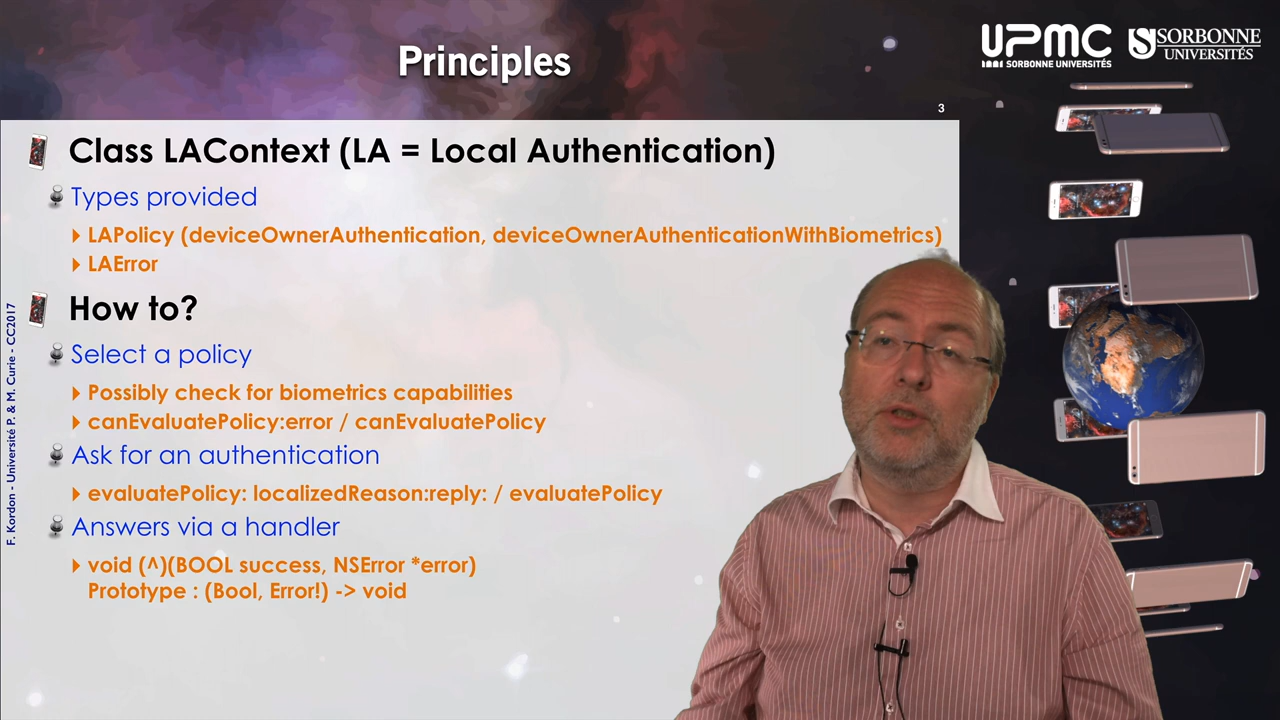 Principles
UPMC
SORBONNE UNIVERSITÉS
S SORBONNE
UNIVERSITÉS
3
Class LAContext (LA = Local Authentication)
Types provided
LAPolicy (deviceOwnerAuthentication, deviceOwnerAuthenticationWithBiometrics)
LAError
How to?
Select a policy
Possibly check for biometrics capabilities
canEvaluatePolicy:error / canEvaluatePolicy
Ask for an authentication
evaluatePolicy: localizedReason:reply: / evaluatePolicy
Answers via a handler
void (^)(BOOL success, NSError *error)
Prototype : (Bool, Error!) -> void
F. Kordon - Université P. & M. Curie - CC2017